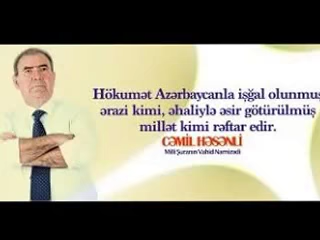 Hökumət Azərbaycanla işğal olunmuş
ərazi kimi, əhaliylə əsir götürülmüş
millət kimi rəftar edir.
CƏMİL HƏSƏNLİ
Milli Şuranın Vahid Namizədi